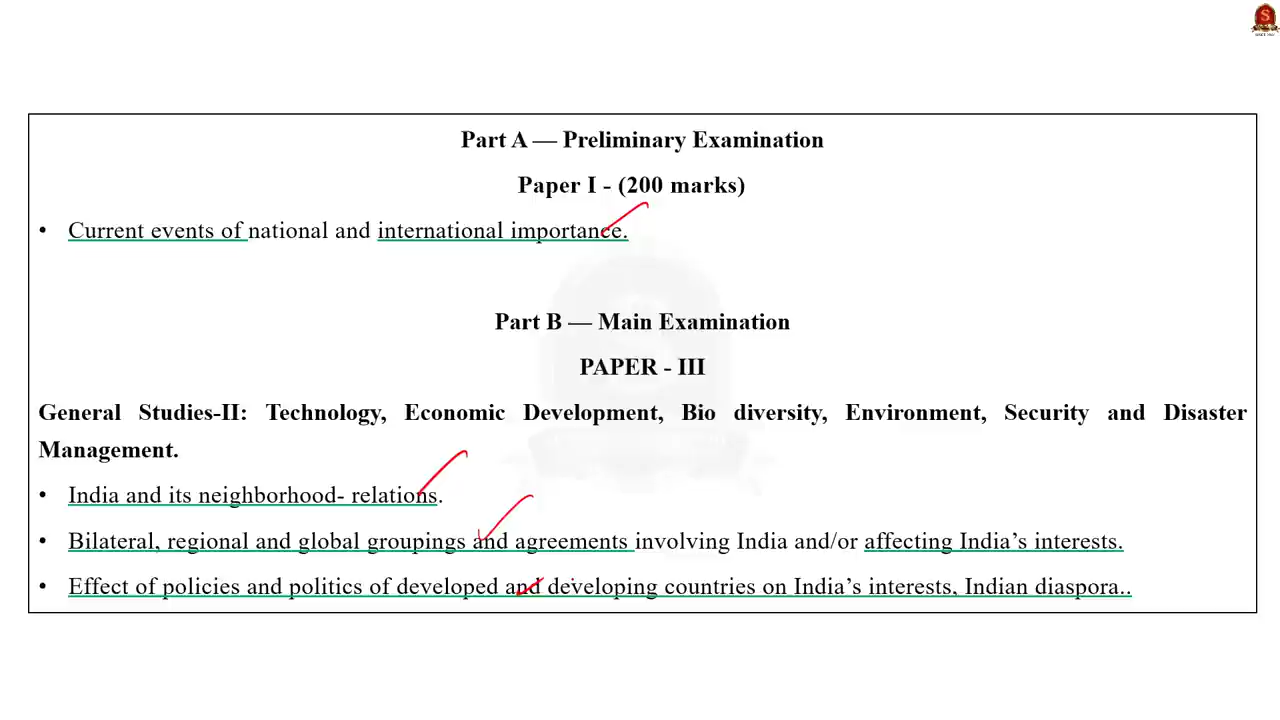 Part A — Preliminary Examination
Paper I - (200 marks)
• Current events of national and international importance.
Part B — Main Examination
PAPER - III
General Studies-II: Technology, Economic Development, Bio diversity, Environment, Security and Disaster
Management.
• India and its neighborhood- relations.
• Bilateral, regional and global groupings and agreements involving India and/or affecting India's interests.
• Effect of policies and politics of developed and developing countries on India's interests, Indian diaspora..